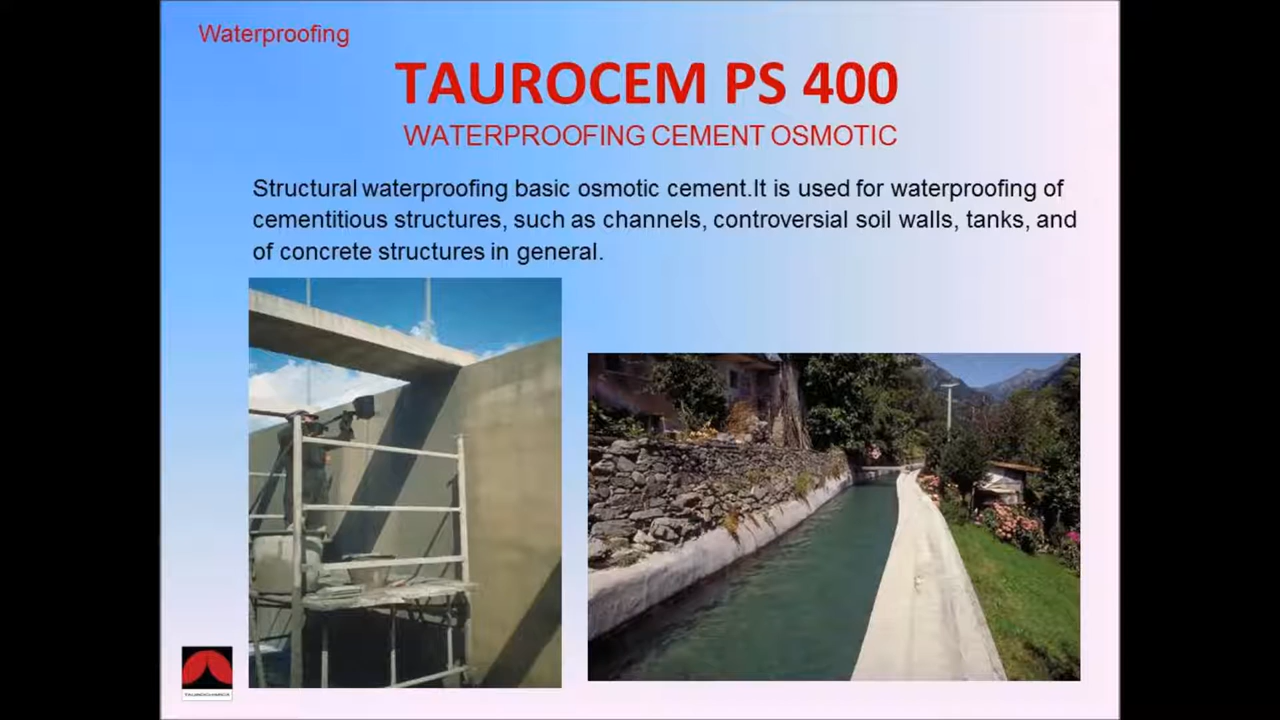 Waterproofing
TAUROCEM PS 400
WATERPROOFING CEMENT OSMOTIC
Structural waterproofing basic osmotic cement.It is used for waterproofing of
cementitious structures, such as channels, controversial soil walls, tanks, and
of concrete structures in general.